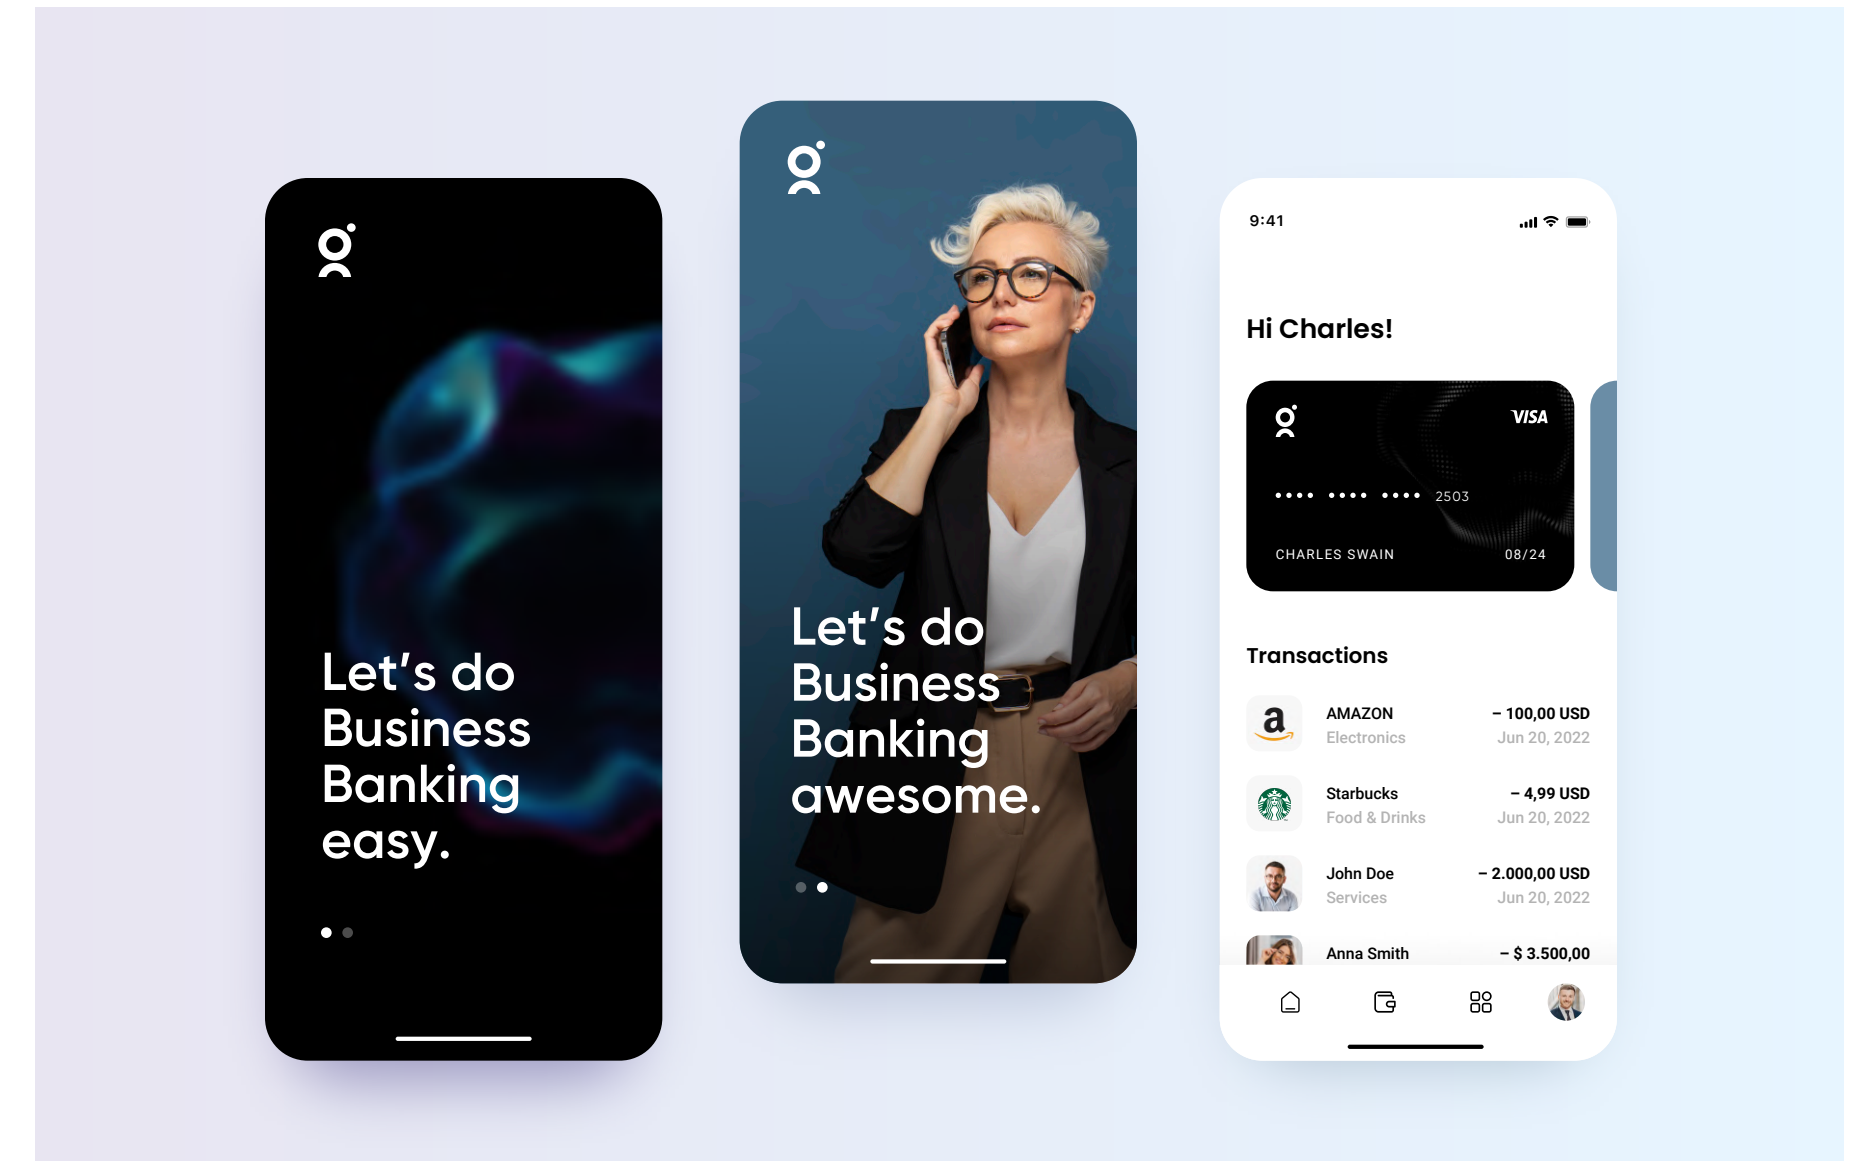 Let's do
Business
Banking
easy.
Let's do
Business
Banking
awesome.
9:41
Hi Charles!
VISA
•••• •••• •••• 2503
CHARLES SWAIN 08/24
Transactions
a
AMAZON – 100,00 USD
Electronics Jun 20, 2022
Starbucks – 4,99 USD
Food & Drinks Jun 20, 2022
John Doe – 2.000,00 USD
Services Jun 20, 2022
Anna Smith – $ 3.500,00